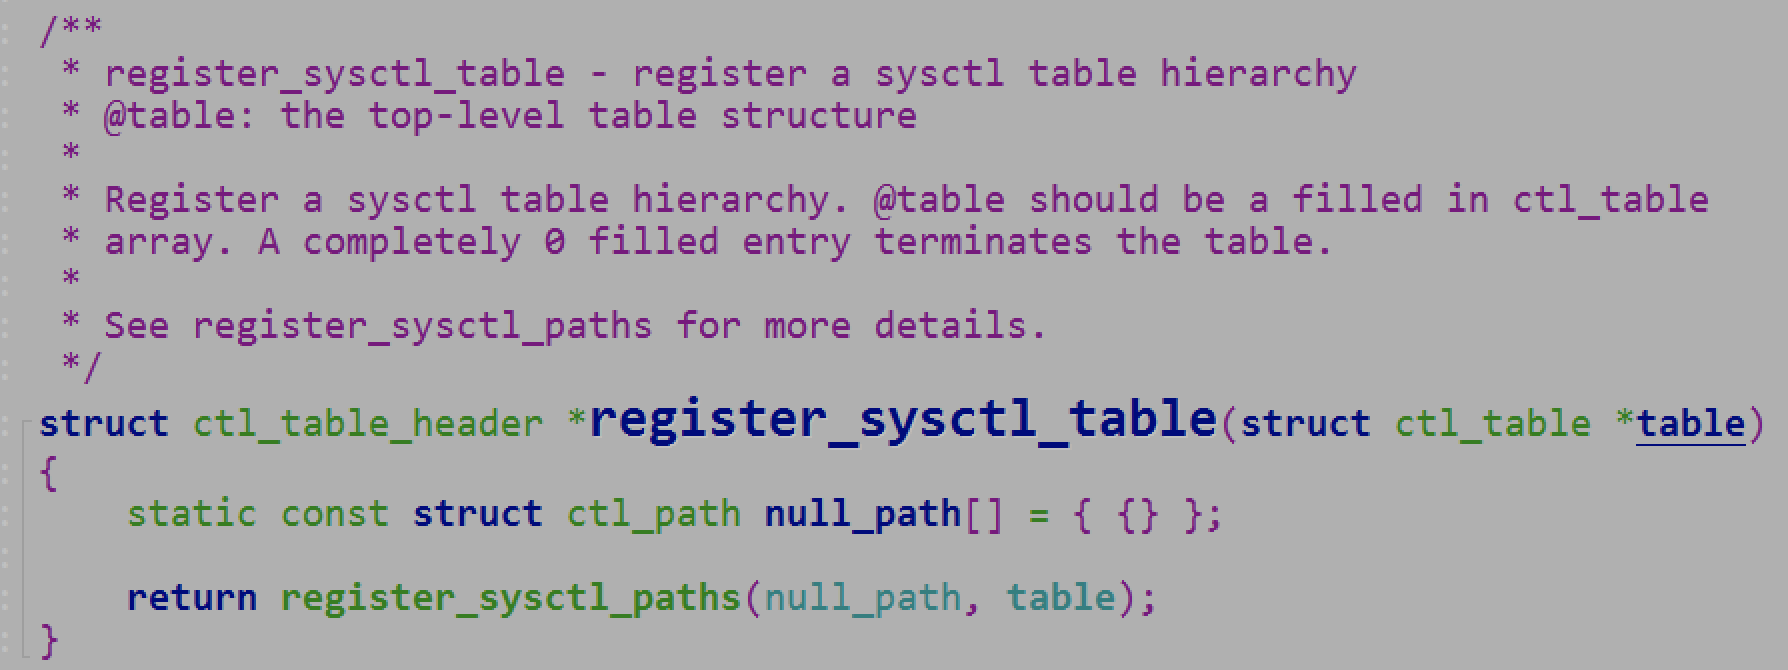 /**
 * register_sysctl_table - register a sysctl table hierarchy
 * @table: the top-level table structure
 *
 * Register a sysctl table hierarchy. @table should be a filled in ctl_table
 * array. A completely 0 filled entry terminates the table.
 *
 * See register_sysctl_paths for more details.
 */
struct ctl_table_header *register_sysctl_table(struct ctl_table *table)
{
    static const struct ctl_path null_path[] = { {} };

    return register_sysctl_paths(null_path, table);
}